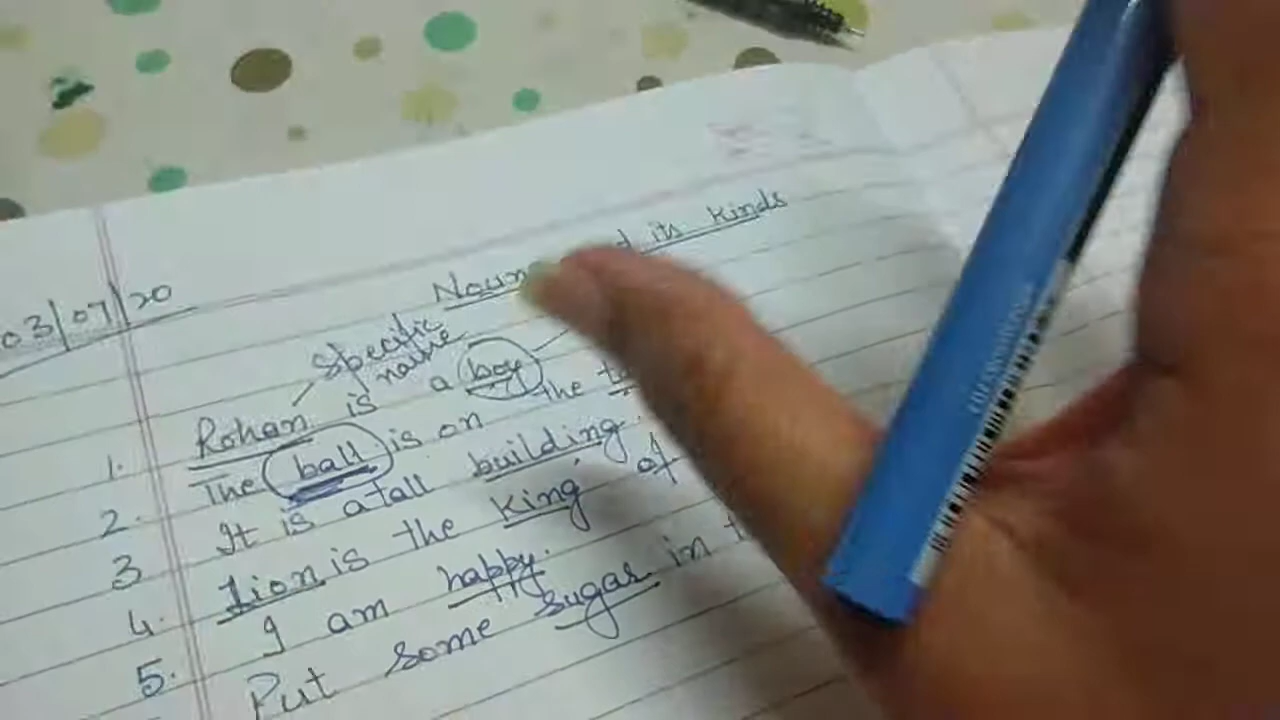 03/07/20
Noun its kinds
Specific
name
1. Rohan is a boy
2. The ball is on the
3 It is a tall building.
4. Lion is the king of
5. I am happy.
Put some sugar in